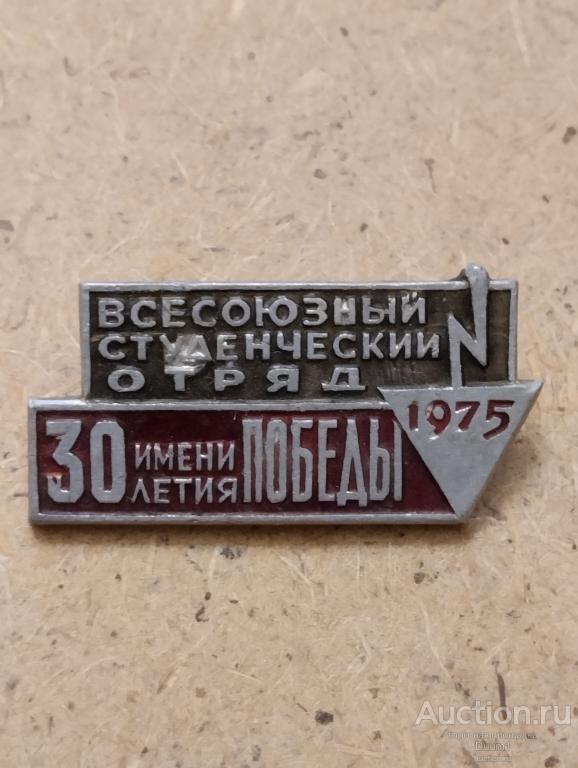 ВСЕСОЮЗНЫЙ
СТУДЕНЧЕСКИЙ
ОТРЯД
30 ИМЕНИ
ЛЕТИЯ ПОБЕДЫ
1975
Auction.ru